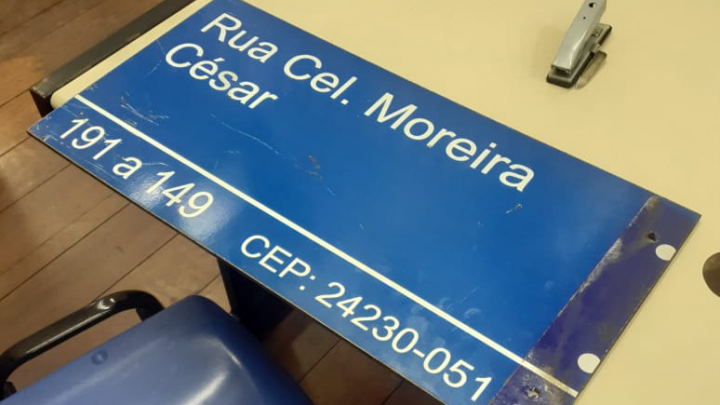 Rua Cel. Moreira
César
191 a 149
CEP: 24230-051